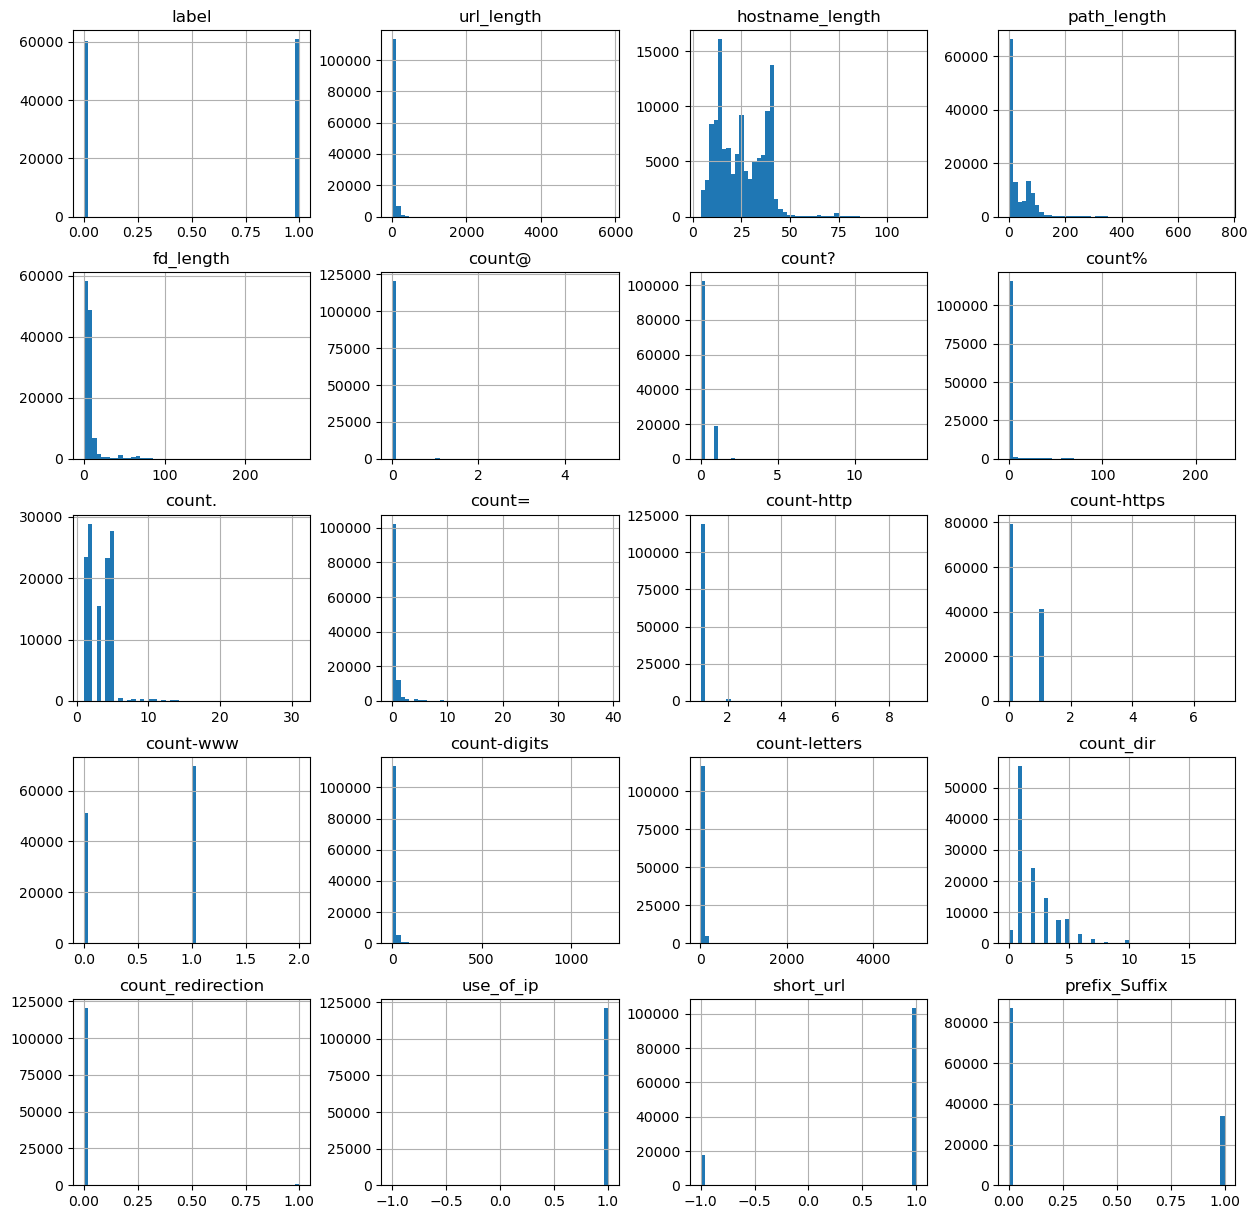 label
60000
40000
20000
0
0.00 0.25 0.50 0.75 1.00
url_length
100000
80000
60000
40000
20000
0
0 2000 4000 6000
hostname_length
15000
10000
5000
0
0 25 50 75 100
path_length
60000
40000
20000
0
0 200 400 600 800
fd_length
60000
40000
20000
0
0 100 200
count@
125000
100000
75000
50000
25000
0
0 2 4
count?
100000
80000
60000
40000
20000
0
0 5 10
count%
100000
75000
50000
25000
0
0 100 200
count.
30000
20000
10000
0
0 10 20 30
count=
100000
80000
60000
40000
20000
0
0 10 20 30 40
count-http
125000
100000
75000
50000
25000
0
2 4 6 8
count-https
80000
60000
40000
20000
0
0 2 4 6
count-www
60000
40000
20000
0
0.0 0.5 1.0 1.5 2.0
count-digits
100000
80000
60000
40000
20000
0
0 500 1000
count-letters
100000
75000
50000
25000
0
0 2000 4000
count_dir
50000
40000
30000
20000
10000
0
0 5 10 15
count_redirection
125000
100000
75000
50000
25000
0
0.00 0.25 0.50 0.75 1.00
use_of_ip
125000
100000
75000
50000
25000
0
−1.0 −0.5 0.0 0.5 1.0
short_url
100000
80000
60000
40000
20000
0
−1.0 −0.5 0.0 0.5 1.0
prefix_Suffix
80000
60000
40000
20000
0
0.00 0.25 0.50 0.75 1.00